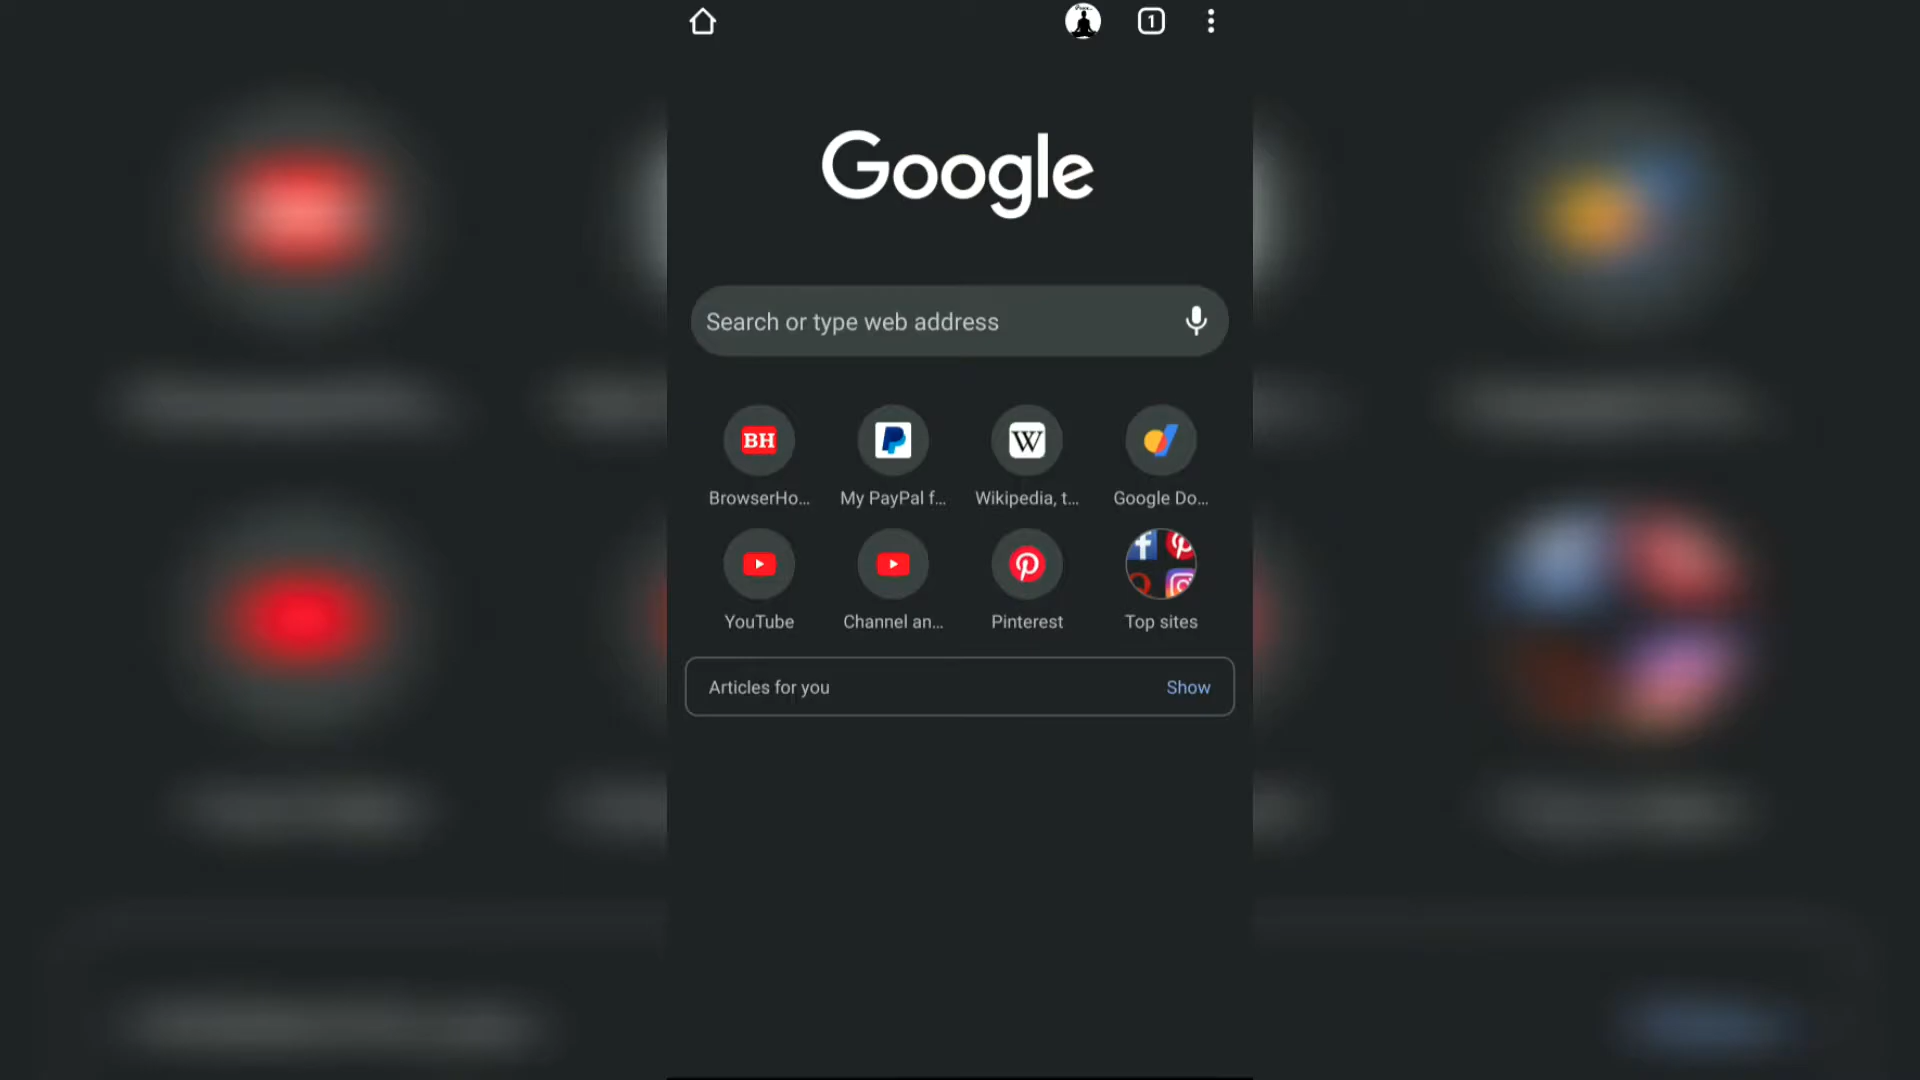 1
Google
Search or type web address
BH
W
BrowserHo...
My PayPal f...
Wikipedia, t...
Google Do...
YouTube
Channel an...
Pinterest
Top sites
Articles for you
Show